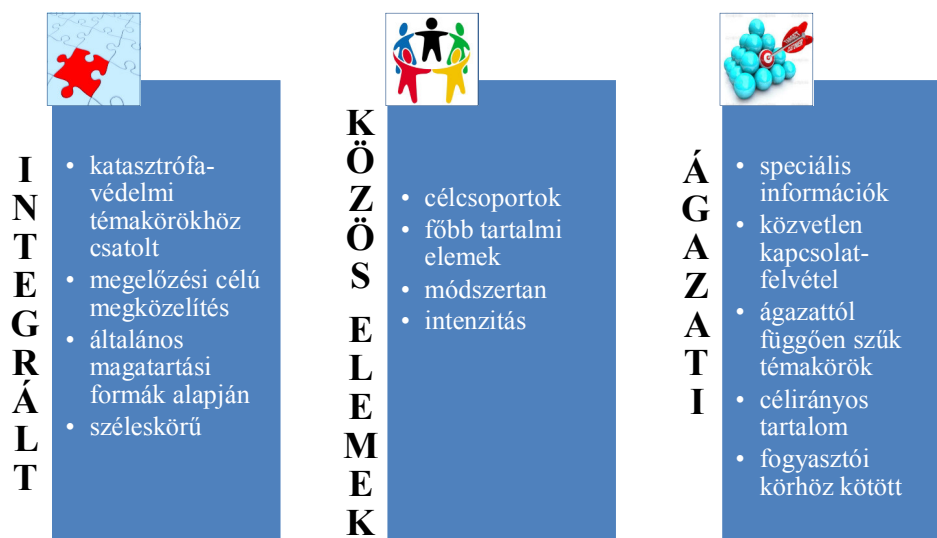 INTEGRÁLT
• katasztrófa-
védelmi
témakörökhöz
csatolt
• megelőzési célú
megközelítés
• általános
magatartási
formák alapján
• széleskörű
KÖZÖS ELEMEK
• célcsoportok
• főbb tartalmi
elemek
• módszertan
• intenzitás
ÁGAZATI
• speciális
információk
• közvetlen
kapcsolat-
felvétel
• ágazattól
függően szűk
témakörök
• célirányos
tartalom
• fogyasztói
körhöz kötött